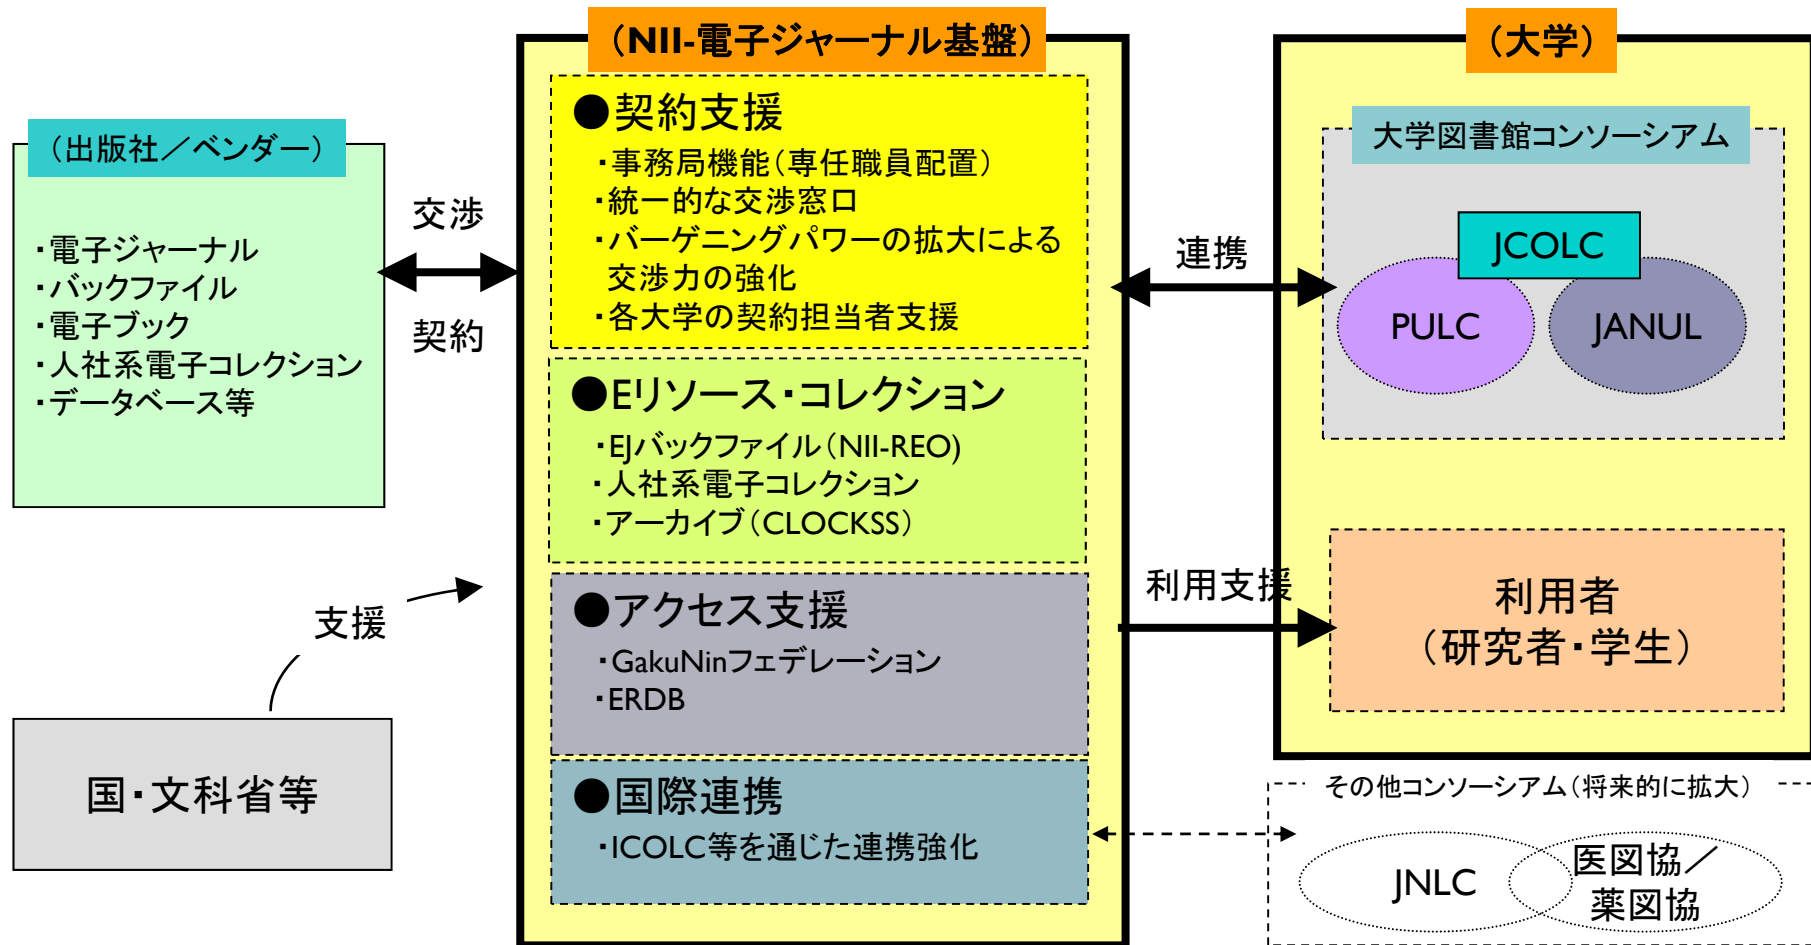 （出版社／ベンダー）
・電子ジャーナル
・バックファイル
・電子ブック
・人社系電子コレクション
・データベース等
交渉
契約
支援
国・文科省等
（NII-電子ジャーナル基盤）
●契約支援
・事務局機能（専任職員配置）
・統一的な交渉窓口
・バーゲニングパワーの拡大による
交渉力の強化
・各大学の契約担当者支援
●Eリソース・コレクション
・EJバックファイル（NII-REO)
・人社系電子コレクション
・アーカイブ（CLOCKSS）
●アクセス支援
・GakuNinフェデレーション
・ERDB
●国際連携
・ICOLC等を通じた連携強化
連携
利用支援
（大学）
大学図書館コンソーシアム
JCOLC
PULC
JANUL
利用者
（研究者・学生）
その他コンソーシアム（将来的に拡大）
JNLC
医図協／
薬図協